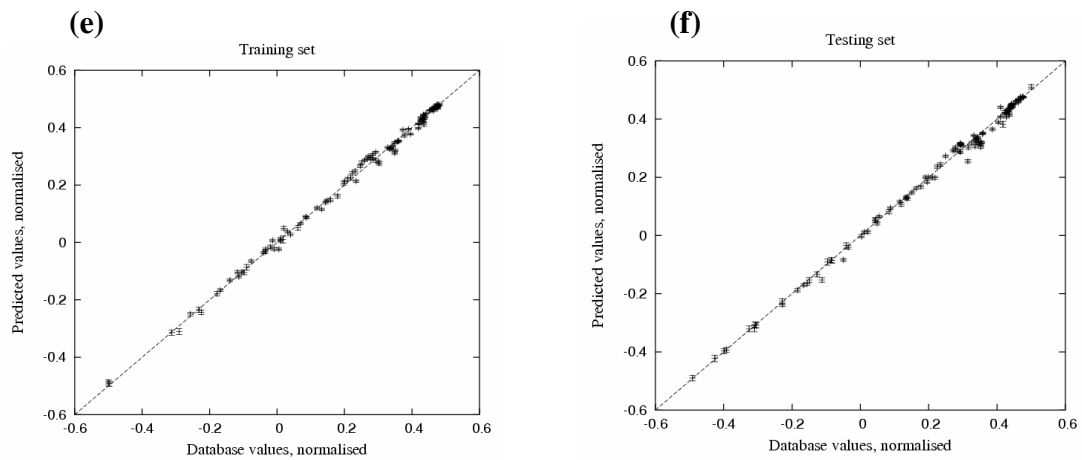 (e)
Training set
0.6
0.4
0.2
0
-0.2
-0.4
-0.6
-0.6 -0.4 -0.2 0 0.2 0.4 0.6
Predicted values, normalised
Database values, normalised
(f)
Testing set
0.6
0.4
0.2
0
-0.2
-0.4
-0.6
-0.6 -0.4 -0.2 0 0.2 0.4 0.6
Predicted values, normalised
Database values, normalised